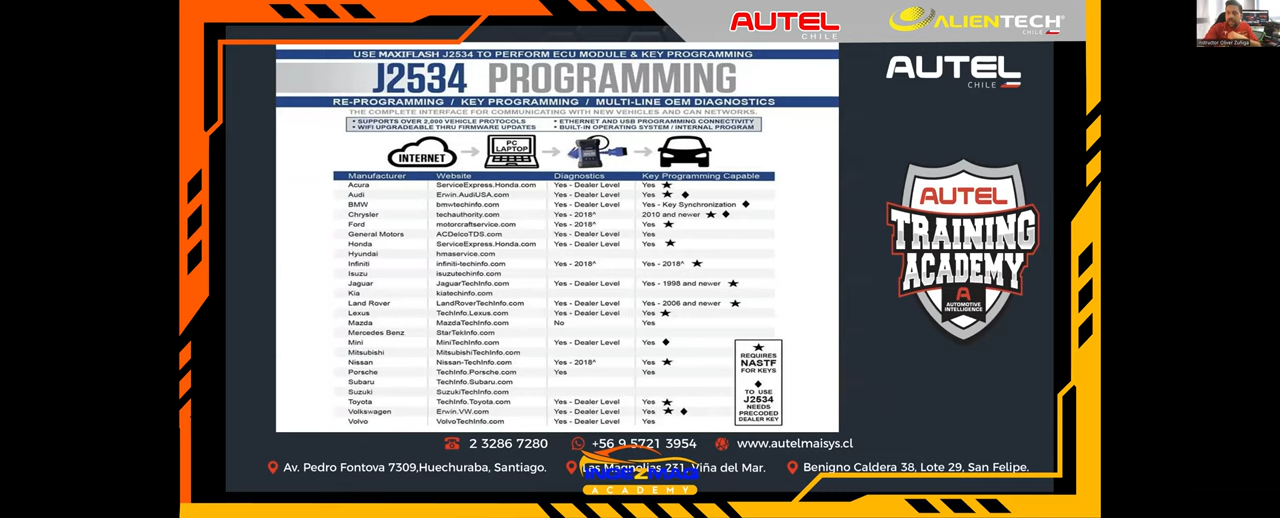 AUTEL
CHILE
ALIENTECH
CHILE
Instructor Oliver Zuñiga
USE MAXIFLASH J2534 TO PERFORM ECU MODULE & KEY PROGRAMMING
J2534 PROGRAMMING
RE-PROGRAMMING / KEY PROGRAMMING / MULTI-LINE OEM DIAGNOSTICS
THE COMPLETE INTERFACE FOR COMMUNICATING WITH NEW VEHICLES AND CAN NETWORKS.
• SUPPORTS OVER 2,000 VEHICLE PROTOCOLS • ETHERNET AND USB PROGRAMMING CONNECTIVITY
• WIFI UPGRADEABLE THRU FIRMWARE UPDATES • BUILT-IN OPERATING SYSTEM / INTERNAL PROGRAM
INTERNET
PC
LAPTOP
Manufacturer Website Diagnostics Key Programming Capable
Acura ServiceExpress.Honda.com Yes - Dealer Level Yes ★
Audi Erwin.AudiUSA.com Yes - Dealer Level Yes ★ ◆
BMW bmwtechinfo.com Yes - Dealer Level Yes - Key Synchronization ◆
Chrysler techauthority.com Yes - 2018^ 2010 and newer ★ ◆
Ford motorcraftservice.com Yes - 2018^ Yes ★
General Motors ACDelcoTDS.com Yes - Dealer Level Yes
Honda ServiceExpress.Honda.com Yes - Dealer Level Yes ★
Hyundai hmaservice.com
Infiniti infiniti-techinfo.com Yes - 2018^ Yes - 2018^ ★
Isuzu isuzutechinfo.com
Jaguar JaguarTechInfo.com Yes - Dealer Level Yes - 1998 and newer ★
Kia kiatechinfo.com
Land Rover LandRoverTechInfo.com Yes - Dealer Level Yes - 2006 and newer ★
Lexus TechInfo.Lexus.com Yes - Dealer Level Yes ★
Mazda MazdaTechInfo.com No Yes
Mercedes Benz StarTekInfo.com
Mini MiniTechInfo.com Yes - Dealer Level Yes ◆
Mitsubishi MitsubishiTechInfo.com
Nissan Nissan-TechInfo.com Yes - 2018^ Yes ★
Porsche TechInfo.Porsche.com Yes Yes
Subaru TechInfo.Subaru.com
Suzuki SuzukiTechInfo.com
Toyota TechInfo.Toyota.com Yes - Dealer Level Yes ★
Volkswagen Erwin.VW.com Yes - Dealer Level Yes ★ ◆
Volvo VolvoTechInfo.com Yes - Dealer Level Yes
★
REQUIRES
NASTF
FOR KEYS
◆
TO USE
J2534
NEEDS
PRECODED
DEALER KEY
AUTEL
CHILE
AUTEL
TRAINING
ACADEMY
A
AUTOMOTIVE
INTELLIGENCE
2 3286 7280 +56 9 5721 3954 www.autelmaisys.cl
Av. Pedro Fontova 7309,Huechuraba, Santiago. Las Magnolias 231, Viña del Mar. Benigno Caldera 38, Lote 29, San Felipe.
ACADEMY